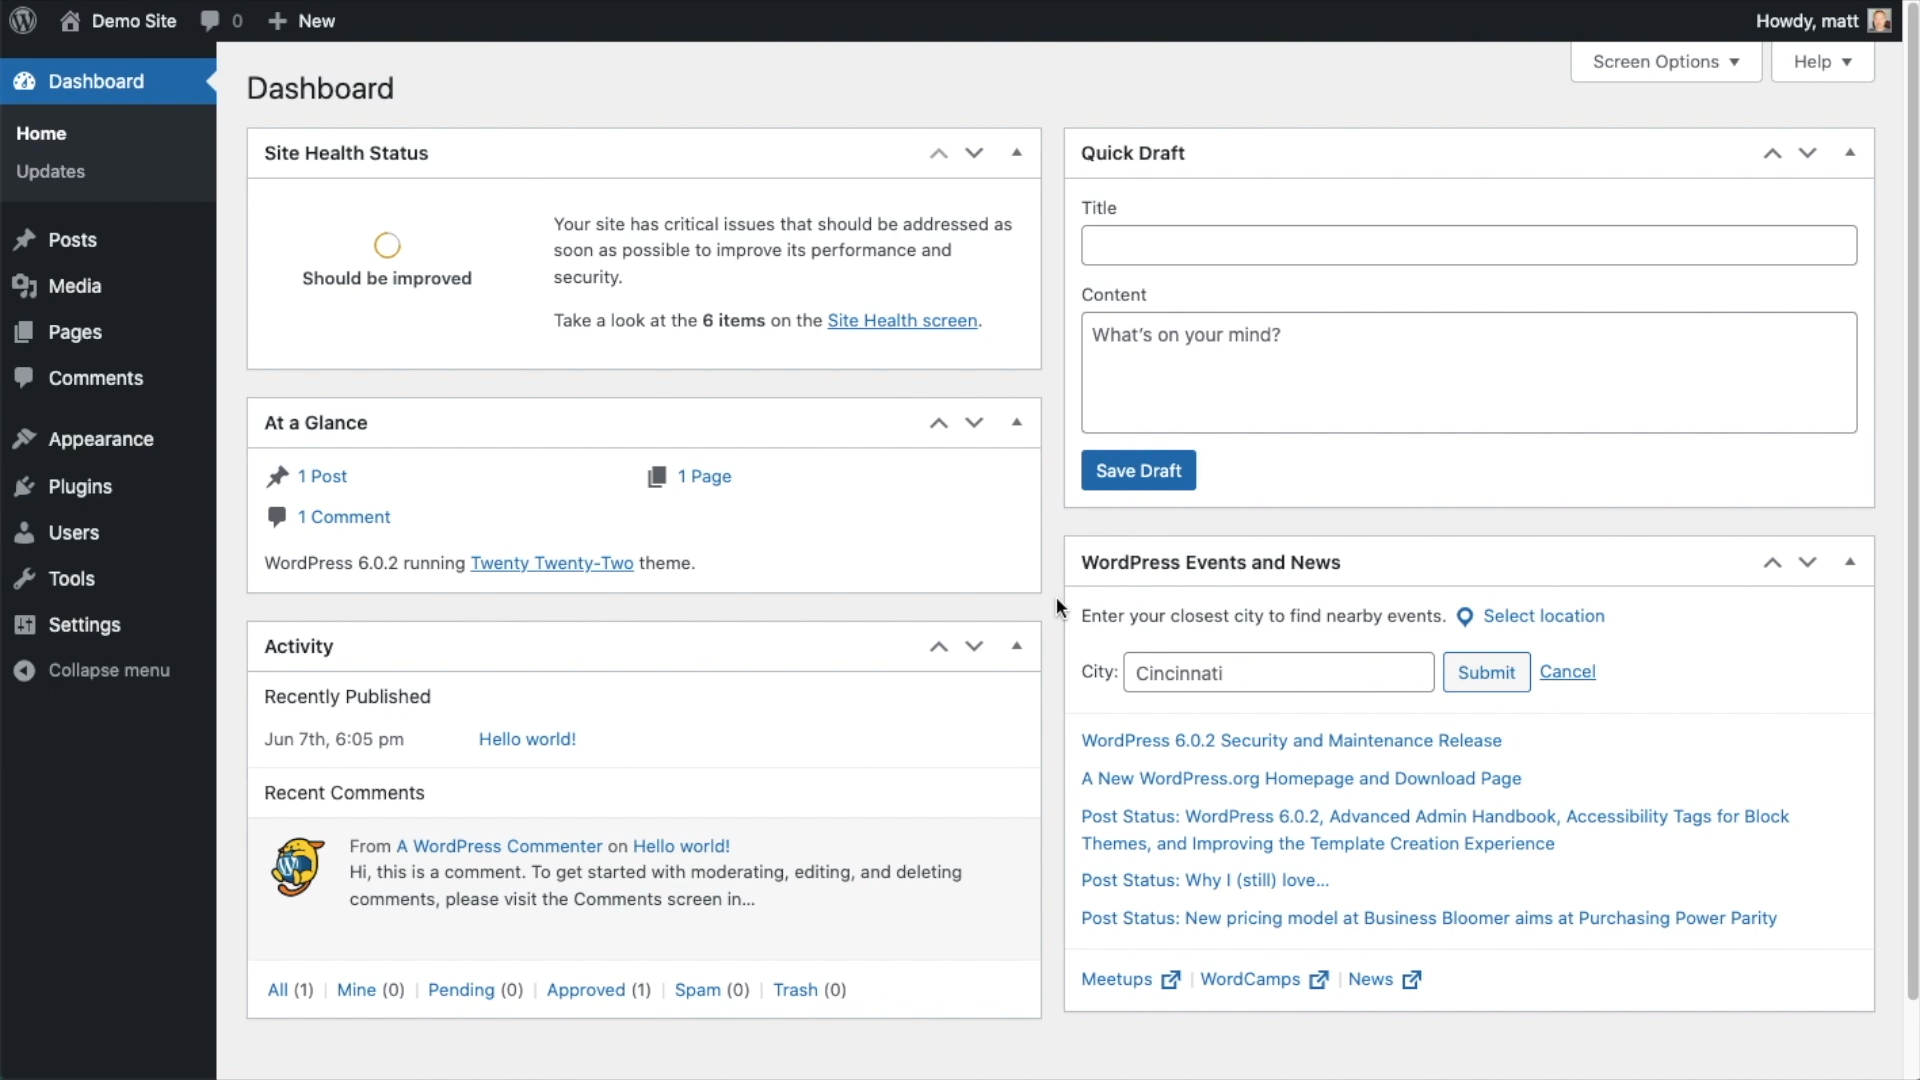 Demo Site
0
New
Howdy, matt
Dashboard
Home
Updates
Posts
Media
Pages
Comments
Appearance
Plugins
Users
Tools
Settings
Collapse menu
Screen Options
Help
Dashboard
Site Health Status
Should be improved
Your site has critical issues that should be addressed as
soon as possible to improve its performance and
security.
Take a look at the 6 items on the Site Health screen.
At a Glance
1 Post
1 Page
1 Comment
WordPress 6.0.2 running Twenty Twenty-Two theme.
Activity
Recently Published
Jun 7th, 6:05 pm
Hello world!
Recent Comments
From A WordPress Commenter on Hello world!
Hi, this is a comment. To get started with moderating, editing, and deleting
comments, please visit the Comments screen in…
All (1) | Mine (0) | Pending (0) | Approved (1) | Spam (0) | Trash (0)
Quick Draft
Title
Content
What’s on your mind?
Save Draft
WordPress Events and News
Enter your closest city to find nearby events. Select location
City: Cincinnati Submit Cancel
WordPress 6.0.2 Security and Maintenance Release
A New WordPress.org Homepage and Download Page
Post Status: WordPress 6.0.2, Advanced Admin Handbook, Accessibility Tags for Block
Themes, and Improving the Template Creation Experience
Post Status: Why I (still) love…
Post Status: New pricing model at Business Bloomer aims at Purchasing Power Parity
Meetups | WordCamps | News